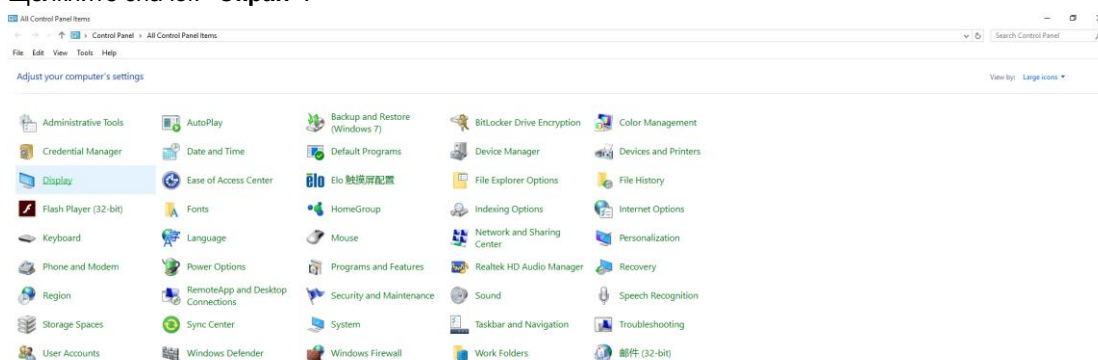 Щелкните значок "Экран".
All Control Panel Items
Control Panel > All Control Panel Items
Search Control Panel
File Edit View Tools Help
Adjust your computer's settings
View by: Large icons
Administrative Tools
AutoPlay
Backup and Restore
(Windows 7)
BitLocker Drive Encryption
Color Management
Credential Manager
Date and Time
Default Programs
Device Manager
Devices and Printers
Display
Ease of Access Center
elo
Elo 触摸屏配置
File Explorer Options
File History
Flash Player (32-bit)
Fonts
HomeGroup
Indexing Options
Internet Options
Keyboard
Language
Mouse
Network and Sharing
Center
Personalization
Phone and Modem
Power Options
Programs and Features
Realtek HD Audio Manager
Recovery
Region
RemoteApp and Desktop
Connections
Security and Maintenance
Sound
Speech Recognition
Storage Spaces
Sync Center
System
Taskbar and Navigation
Troubleshooting
User Accounts
Windows Defender
Windows Firewall
Work Folders
邮件 (32-bit)